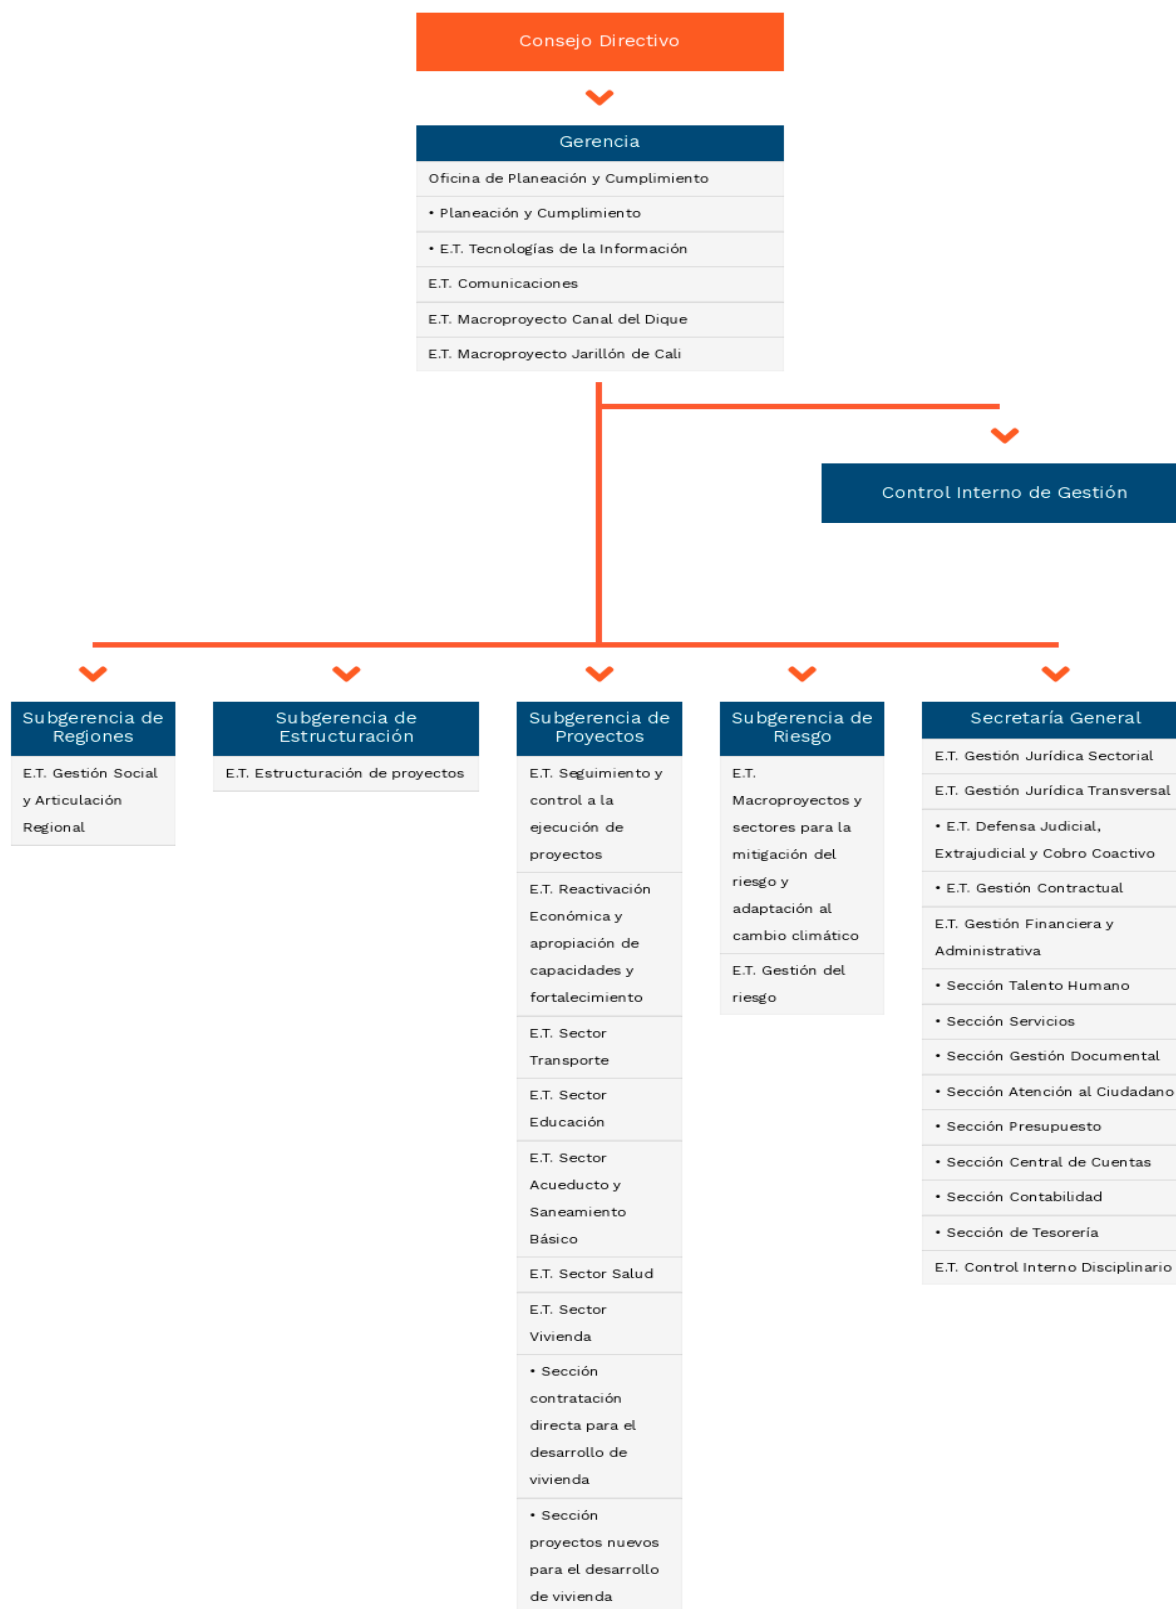 Consejo Directivo
Gerencia
Oficina de Planeación y Cumplimiento
• Planeación y Cumplimiento
• E.T. Tecnologías de la Información
E.T. Comunicaciones
E.T. Macroproyecto Canal del Dique
E.T. Macroproyecto Jarillón de Cali
Control Interno de Gestión
Subgerencia de
Regiones
E.T. Gestión Social
y Articulación
Regional
Subgerencia de
Estructuración
E.T. Estructuración de proyectos
Subgerencia de
Proyectos
E.T. Seguimiento y
control a la
ejecución de
proyectos
E.T. Reactivación
Económica y
apropiación de
capacidades y
fortalecimiento
E.T. Sector
Transporte
E.T. Sector
Educación
E.T. Sector
Acueducto y
Saneamiento
Básico
E.T. Sector Salud
E.T. Sector
Vivienda
• Sección
contratación
directa para el
desarrollo de
vivienda
• Sección
proyectos nuevos
para el desarrollo
de vivienda
Subgerencia de
Riesgo
E.T.
Macroproyectos y
sectores para la
mitigación del
riesgo y
adaptación al
cambio climático
E.T. Gestión del
riesgo
Secretaría General
E.T. Gestión Jurídica Sectorial
E.T. Gestión Jurídica Transversal
• E.T. Defensa Judicial,
Extrajudicial y Cobro Coactivo
• E.T. Gestión Contractual
E.T. Gestión Financiera y
Administrativa
• Sección Talento Humano
• Sección Servicios
• Sección Gestión Documental
• Sección Atención al Ciudadano
• Sección Presupuesto
• Sección Central de Cuentas
• Sección Contabilidad
• Sección de Tesorería
E.T. Control Interno Disciplinario